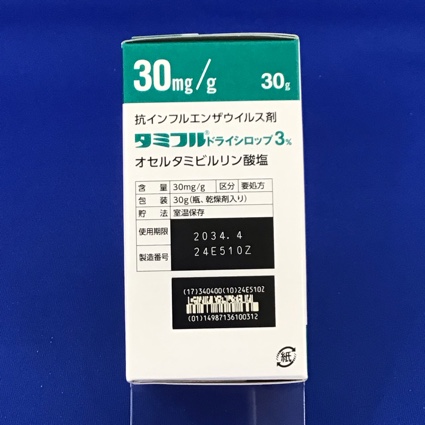 30mg/g 30g
抗インフルエンザウイルス剤
タミフル®ドライシロップ3%
オセルタミビルリン酸塩
含量 30mg/g 区分 要処方
包装 30g(瓶、乾燥剤入り)
貯法 室温保存
使用期限 2034.4
製造番号 24E510Z
(17)340400(10)24E510Z
(01)14987136100312
紙